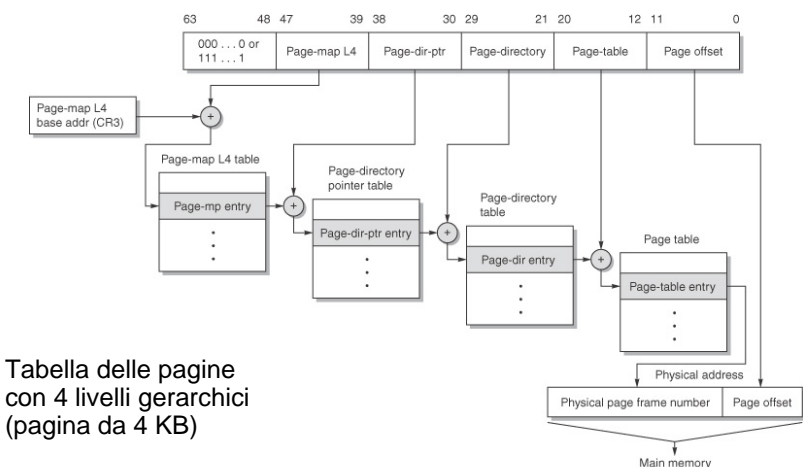 63 48 47 39 38 30 29 21 20 12 11 0
000 . . . 0 or
111 . . . 1
Page-map L4
Page-dir-ptr
Page-directory
Page-table
Page offset
Page-map L4
base addr (CR3)
+
Page-map L4 table
Page-mp entry
+
Page-directory
pointer table
Page-dir-ptr entry
+
Page-directory
table
Page-dir entry
+
Page table
Page-table entry
Tabella delle pagine
con 4 livelli gerarchici
(pagina da 4 KB)
Physical address
Physical page frame number
Page offset
Main memory